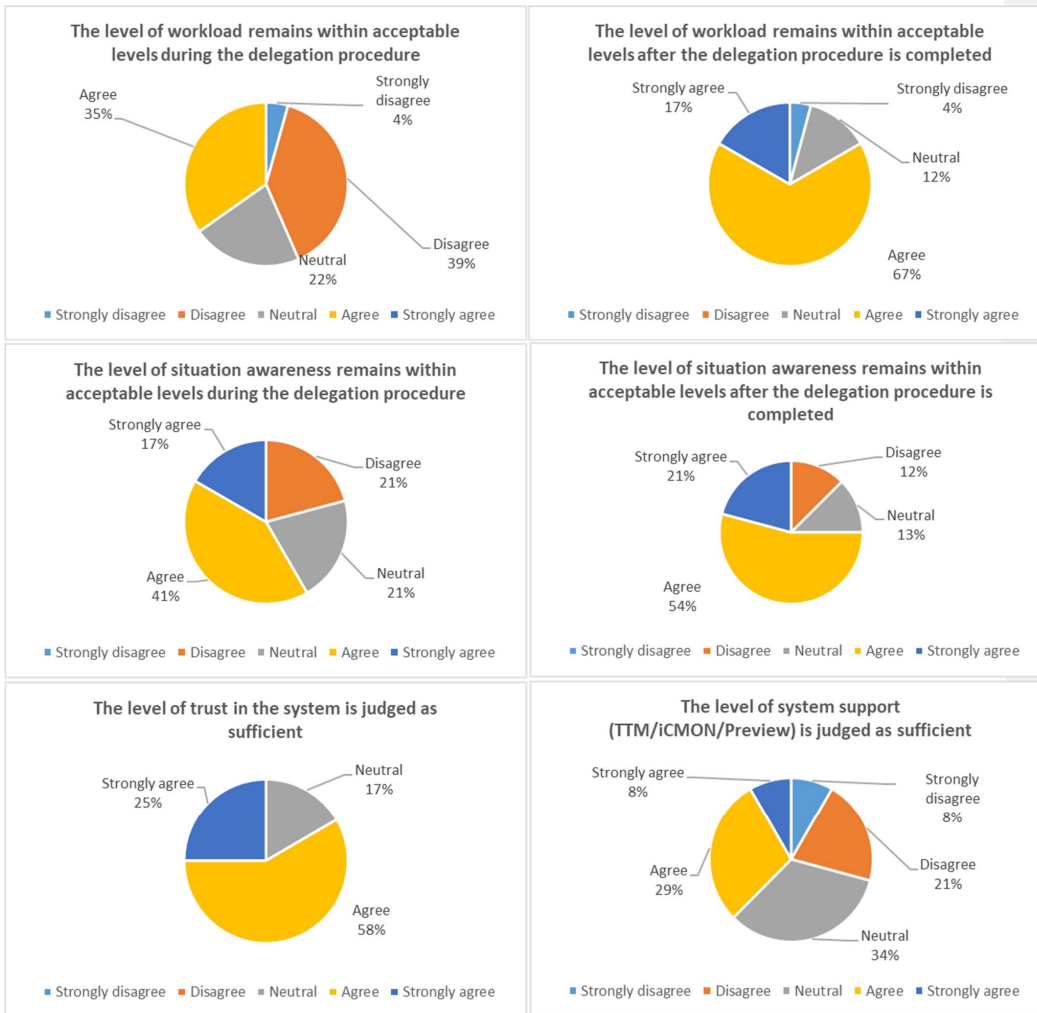 The level of workload remains within acceptable
levels during the delegation procedure
Strongly
disagree
4%
Agree
35%
Disagree
39%
Neutral
22%
Strongly disagree Disagree Neutral Agree Strongly agree
The level of workload remains within acceptable
levels after the delegation procedure is completed
Strongly agree
17%
Strongly disagree
4%
Neutral
12%
Agree
67%
Strongly disagree Disagree Neutral Agree Strongly agree
The level of situation awareness remains within
acceptable levels during the delegation procedure
Strongly agree
17%
Disagree
21%
Agree
41%
Neutral
21%
Strongly disagree Disagree Neutral Agree Strongly agree
The level of situation awareness remains within
acceptable levels after the delegation procedure is
completed
Strongly agree
21%
Disagree
12%
Neutral
13%
Agree
54%
Strongly disagree Disagree Neutral Agree Strongly agree
The level of trust in the system is judged as
sufficient
Strongly agree
25%
Neutral
17%
Agree
58%
Strongly disagree Disagree Neutral Agree Strongly agree
The level of system support
(TTM/iCMON/Preview) is judged as sufficient
Strongly agree
8%
Strongly
disagree
8%
Agree
29%
Disagree
21%
Neutral
34%
Strongly disagree Disagree Neutral Agree Strongly agree